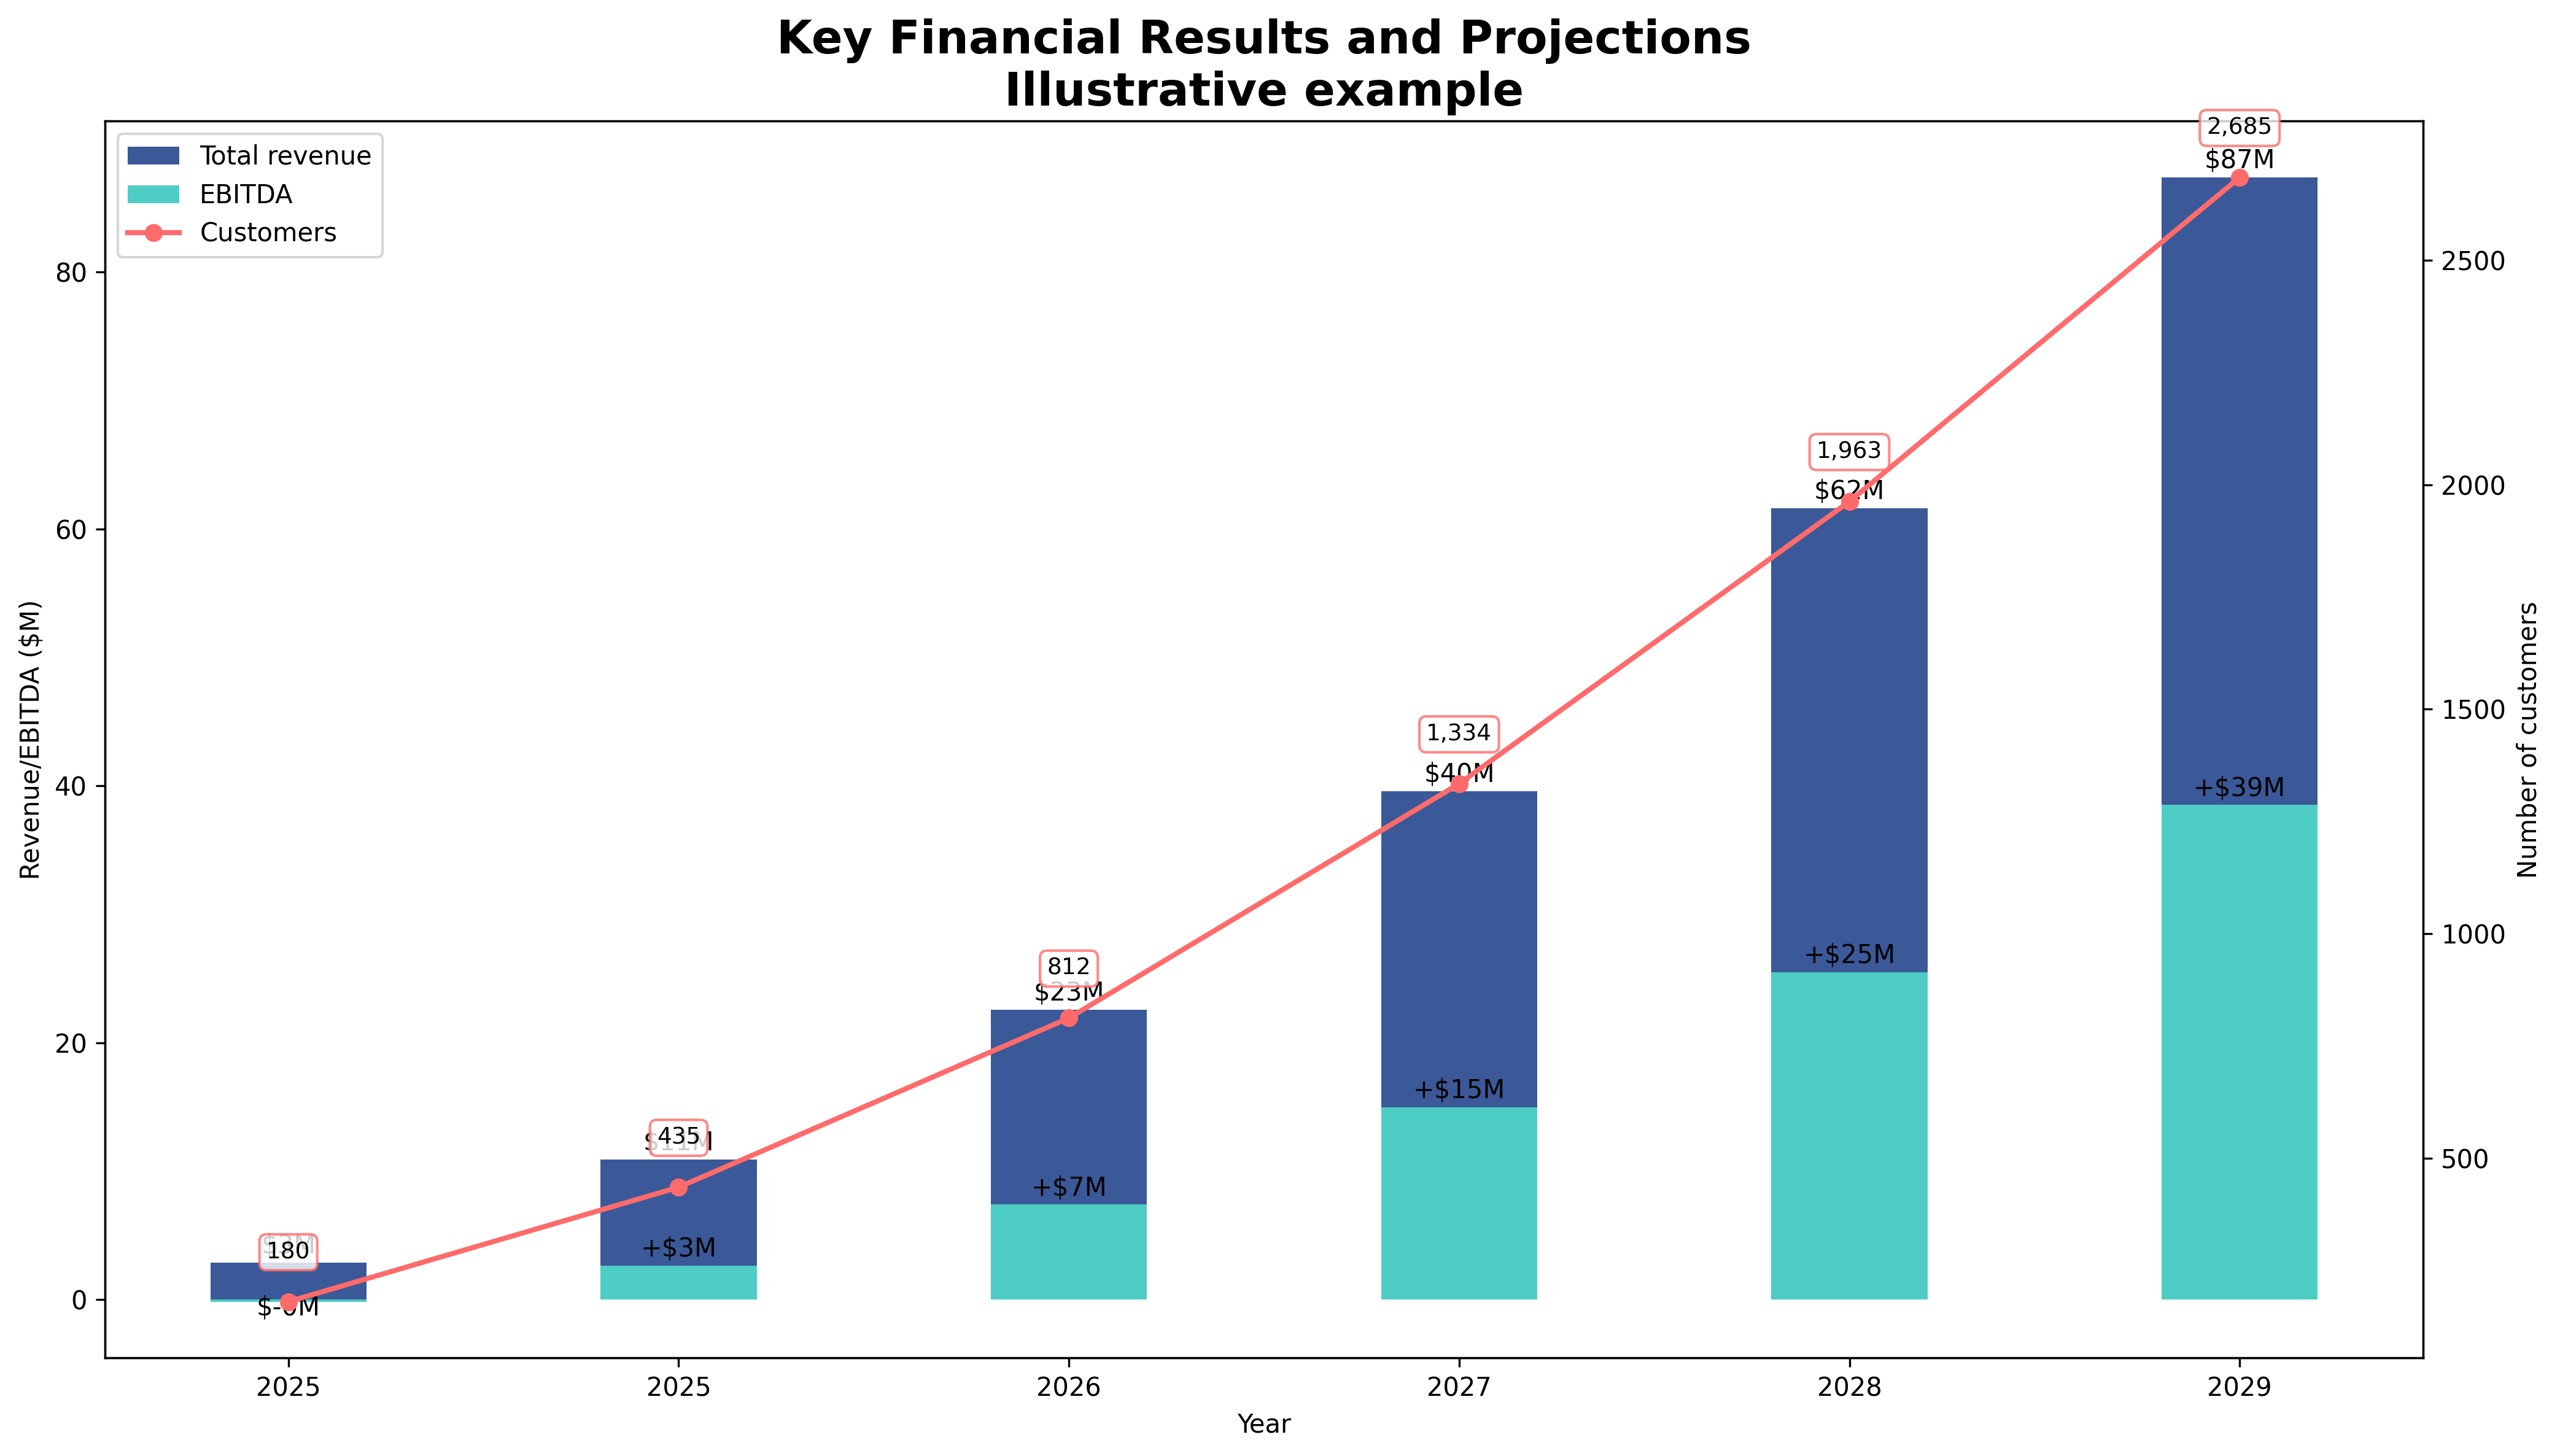 Key Financial Results and Projections
Illustrative example
Total revenue
EBITDA
Customers
2,685
$87M
80
2500
1,963
$62M
2000
60
1,334
1500
$40M
40
+$39M
Revenue/EBITDA ($M)
Number of customers
812
$23M
+$25M
1000
20
+$15M
435
$11M
500
+$7M
+$3M
180
0
$-0M
2025
2025
2026
2027
2028
2029
Year